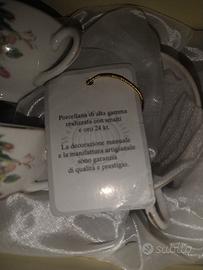 Porcellana di alta gamma
realizzata con smalti
e oro 24 kt.
La decorazione manuale
e la manifattura artigianale
sono garanzia
di qualità e prestigio.
subito